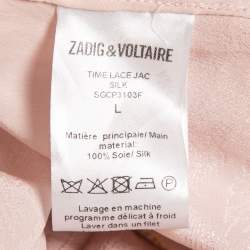 ZADIG&VOLTAIRE
TIME LACE JAC
SILK
SGCP3103F
L
Matière principale/ Main
material:
100% Soie/ Silk
Lavage en machine
programme délicat à froid
Laver dans un filet